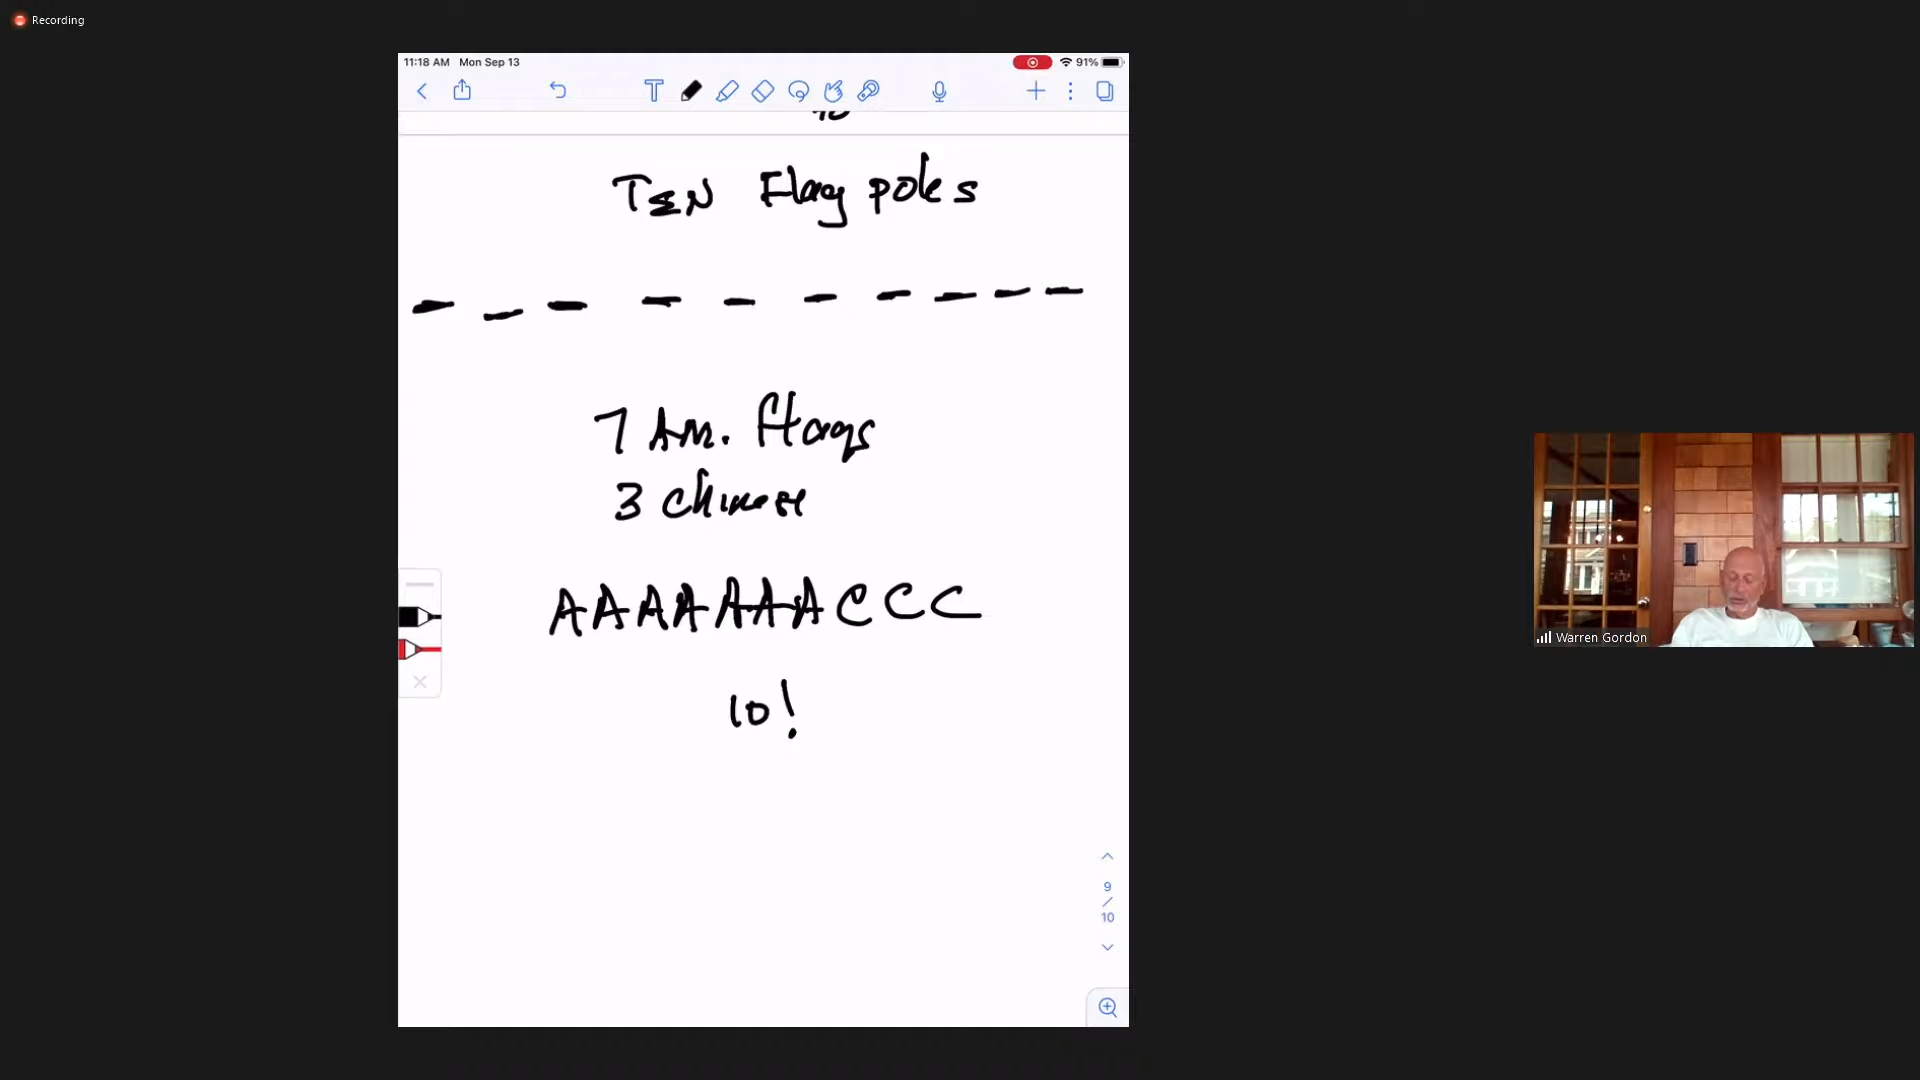 Recording
11:18 AM Mon Sep 13
91%
T
TEN Flag poles
7 Am. flags
3 Chinese
AAAAAAACCC
10!
9
/
10
Warren Gordon